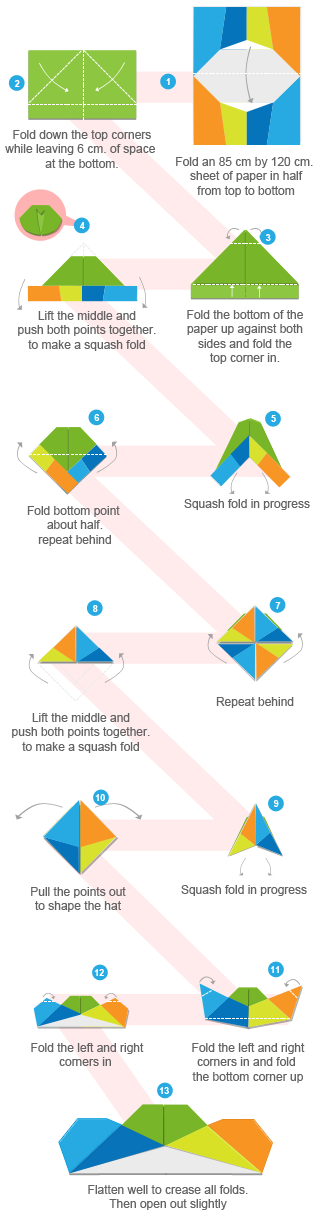 1
Fold an 85 cm by 120 cm.
sheet of paper in half
from top to bottom
2
Fold down the top corners
while leaving 6 cm. of space
at the bottom.
3
Fold the bottom of the
paper up against both
sides and fold the
top corner in.
4
Lift the middle and
push both points together.
to make a squash fold
5
Squash fold in progress
6
Fold bottom point
about half.
repeat behind
7
Repeat behind
8
Lift the middle and
push both points together.
to make a squash fold
9
Squash fold in progress
10
Pull the points out
to shape the hat
11
Fold the left and right
corners in and fold
the bottom corner up
12
Fold the left and right
corners in
13
Flatten well to crease all folds.
Then open out slightly